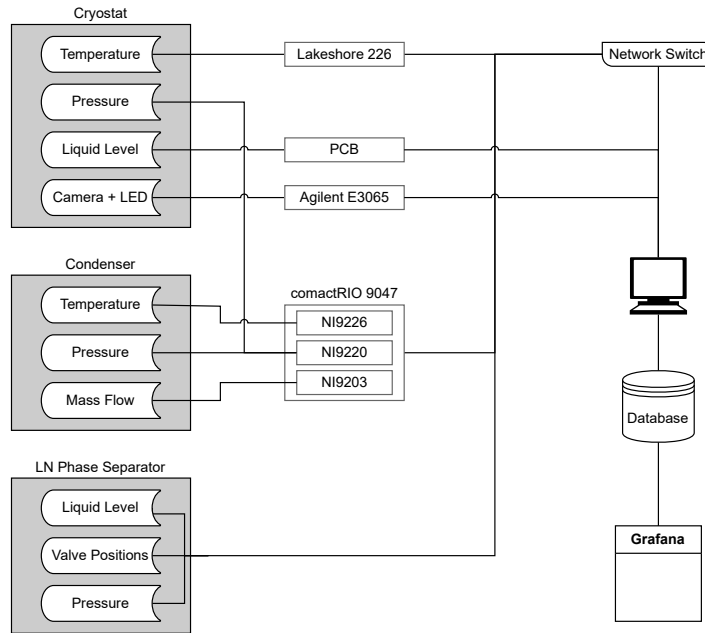 Cryostat
Temperature
Lakeshore 226
Network Switch
Pressure
Liquid Level
PCB
Camera + LED
Agilent E3065
Condenser
comactRIO 9047
Temperature
NI9226
Pressure
NI9220
NI9203
Mass Flow
Database
LN Phase Separator
Liquid Level
Grafana
Valve Positions
Pressure